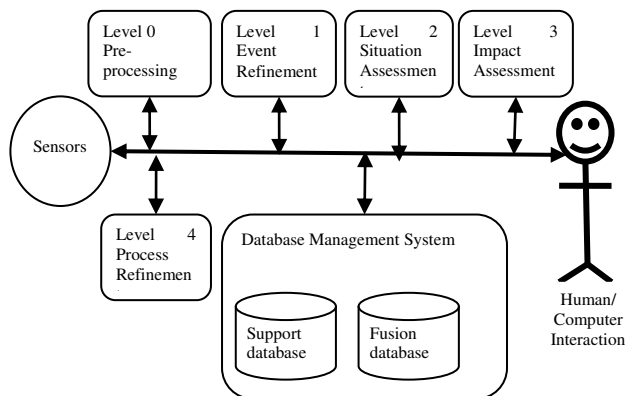 Level 0
Pre-
processing
Level 1
Event
Refinement
Level 2
Situation
Assessmen
Level 3
Impact
Assessment
Sensors
Level 4
Process
Refinemen
Database Management System
Support
database
Fusion
database
Human/
Computer
Interaction